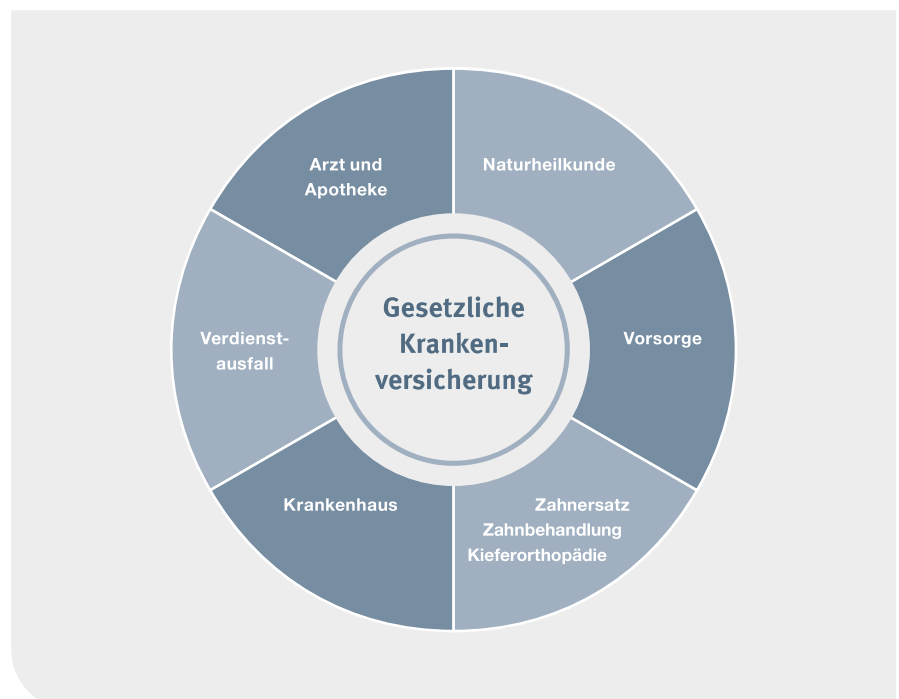 Arzt und
Apotheke
Naturheilkunde
Verdienst-
ausfall
Gesetzliche
Kranken-
versicherung
Vorsorge
Krankenhaus
Zahnersatz
Zahnbehandlung
Kieferorthopädie